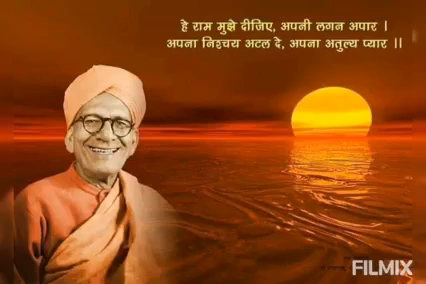 हे राम मुझे दीजिए, अपनी लगन अपार ।
अपना निश्चय अटल दे, अपना अतुल्य प्यार ।।
FILMIX